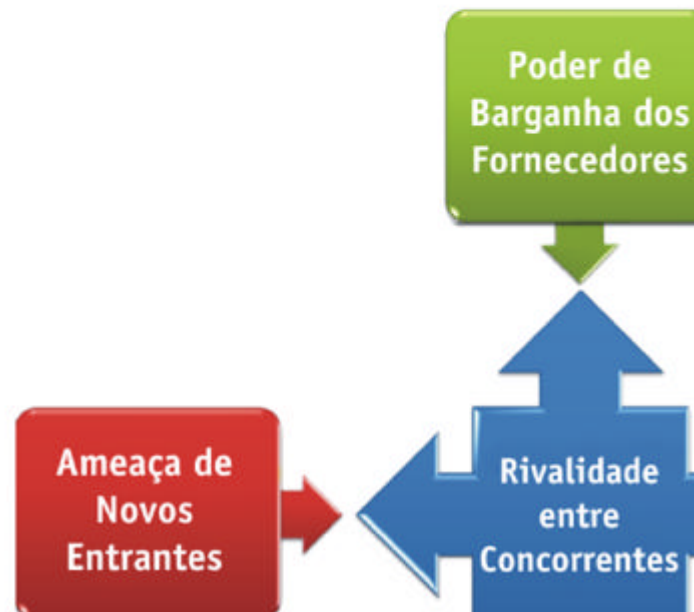 Poder de
Barganha dos
Fornecedores
Ameaça de
Novos
Entrantes
Rivalidade
entre
Concorrentes